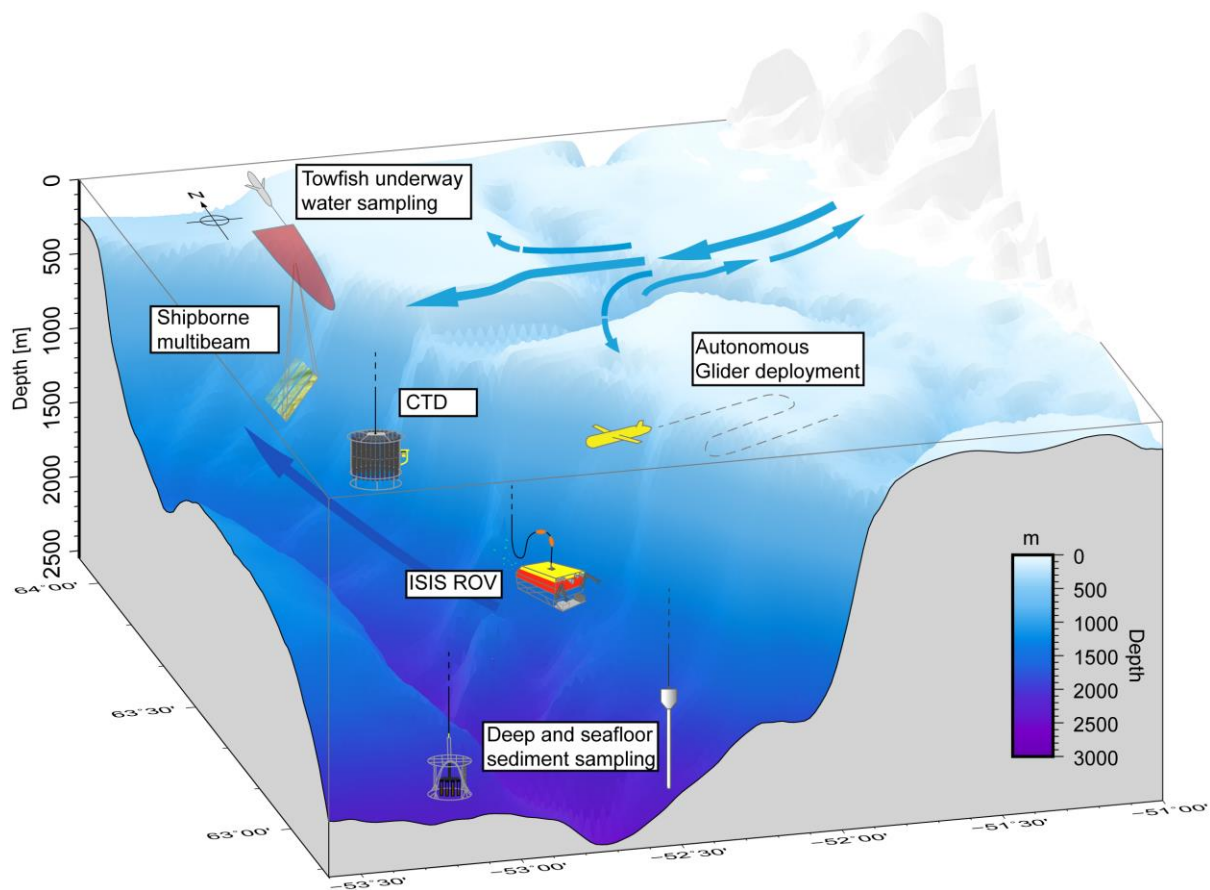 Towfish underway
water sampling
Z
Shipborne
multibeam
CTD
Autonomous
Glider deployment
ISIS ROV
Deep and seafloor
sediment sampling
Depth [m]
0
500
1000
1500
2000
2500
64°00'
63°30'
63°00'
−53°30'
−53°00'
−52°30'
−52°00'
−51°30'
−51°00'
m
0
500
1000
1500
2000
2500
3000
Depth